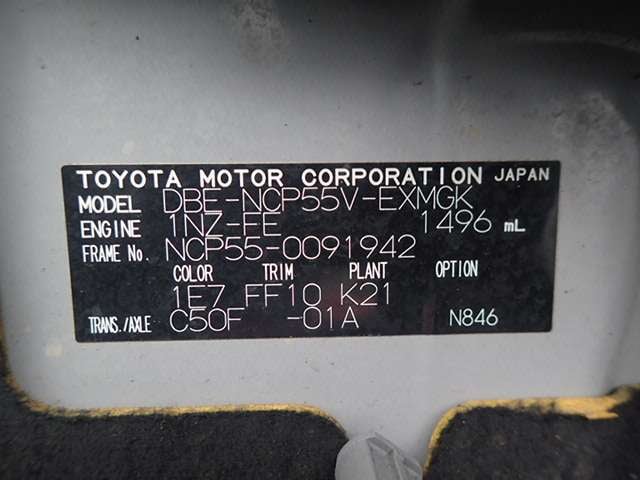 TOYOTA MOTOR CORPORATION JAPAN
MODEL DBE-NCP55V-EXMGK
ENGINE 1NZ-FE 1496 mL
FRAME No. NCP55-0091942
COLOR TRIM PLANT OPTION
1E7 FF10 K21
TRANS./AXLE C50F -01A N846